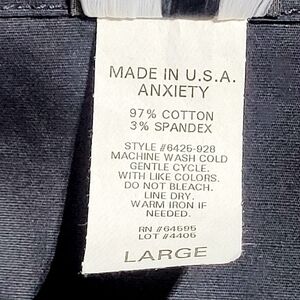 MADE IN U.S.A.
ANXIETY
97% COTTON
3% SPANDEX
STYLE #6425-928
MACHINE WASH COLD
GENTLE CYCLE.
WITH LIKE COLORS.
DO NOT BLEACH.
LINE DRY.
WARM IRON IF
NEEDED.
RN #64595
LOT #4406
LARGE